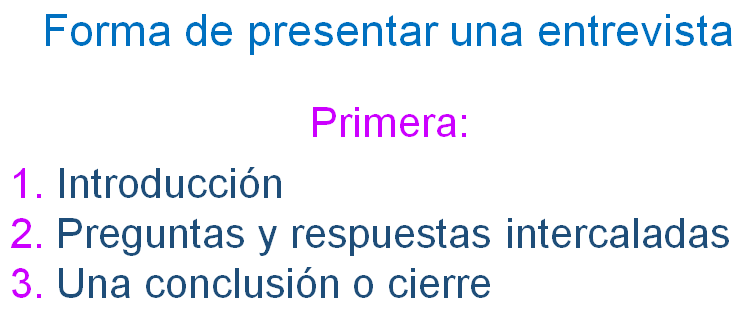 Forma de presentar una entrevista
Primera:
1. Introducción
2. Preguntas y respuestas intercaladas
3. Una conclusión o cierre